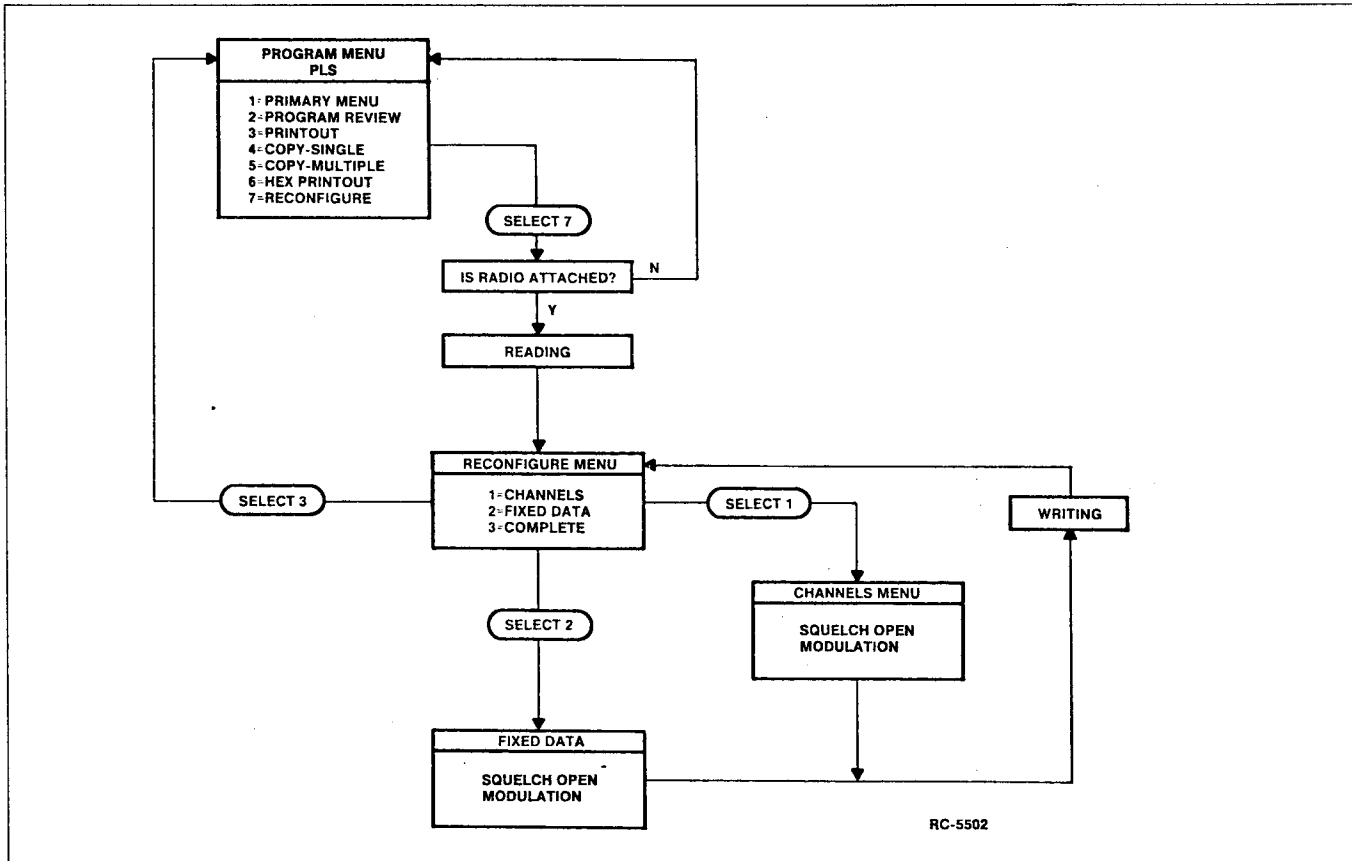 PROGRAM MENU
PLS
1=PRIMARY MENU
2=PROGRAM REVIEW
3=PRINTOUT
4=COPY-SINGLE
5=COPY-MULTIPLE
6=HEX PRINTOUT
7=RECONFIGURE
SELECT 7
IS RADIO ATTACHED?
N
Y
READING
RECONFIGURE MENU
1=CHANNELS
2=FIXED DATA
3=COMPLETE
SELECT 3
SELECT 1
WRITING
CHANNELS MENU
SQUELCH OPEN
MODULATION
SELECT 2
FIXED DATA
SQUELCH OPEN
MODULATION
RC-5502